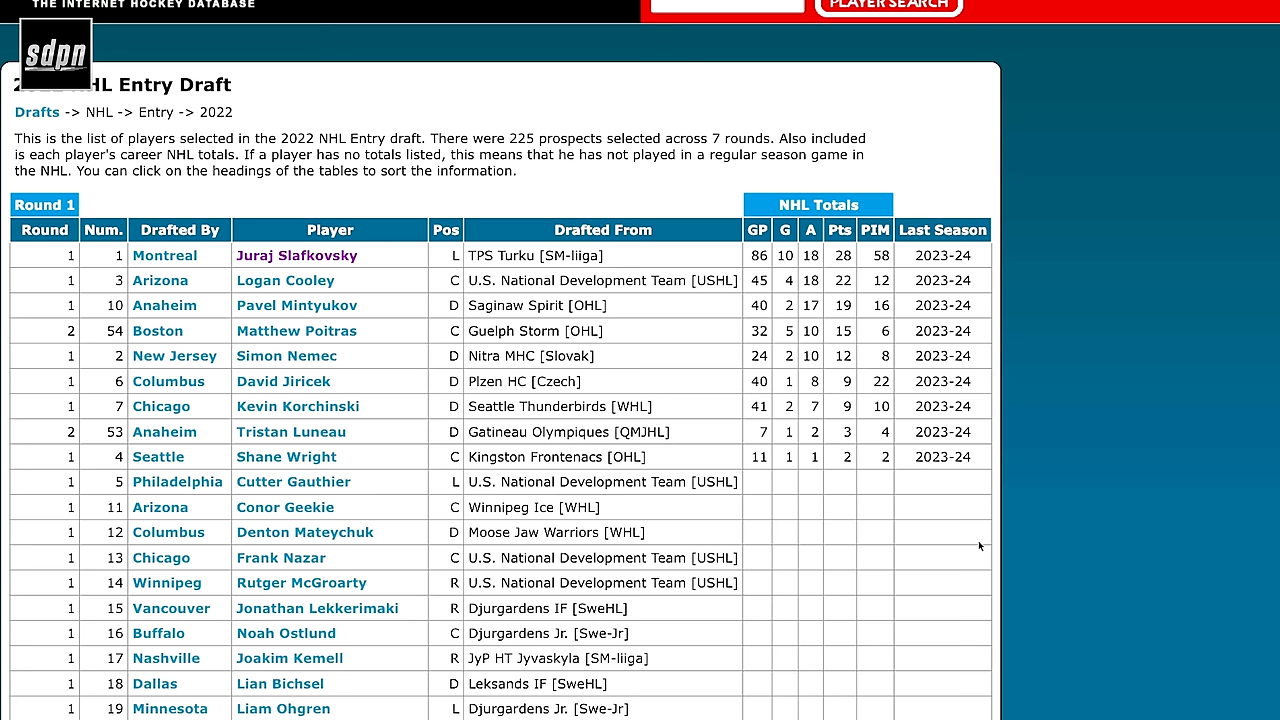 THE INTERNET HOCKEY DATABASE
PLAYER SEARCH
sdpn
NHL Entry Draft
Drafts -> NHL -> Entry -> 2022
This is the list of players selected in the 2022 NHL Entry draft. There were 225 prospects selected across 7 rounds. Also included
is each player's career NHL totals. If a player has no totals listed, this means that he has not played in a regular season game in
the NHL. You can click on the headings of the tables to sort the information.
Round 1 NHL Totals
Round Num. Drafted By Player Pos Drafted From GP G A Pts PIM Last Season
1 1 Montreal Juraj Slafkovsky L TPS Turku [SM-liiga] 86 10 18 28 58 2023-24
1 3 Arizona Logan Cooley C U.S. National Development Team [USHL] 45 4 18 22 12 2023-24
1 10 Anaheim Pavel Mintyukov D Saginaw Spirit [OHL] 40 2 17 19 16 2023-24
2 54 Boston Matthew Poitras C Guelph Storm [OHL] 32 5 10 15 6 2023-24
1 2 New Jersey Simon Nemec D Nitra MHC [Slovak] 24 2 10 12 8 2023-24
1 6 Columbus David Jiricek D Plzen HC [Czech] 40 1 8 9 22 2023-24
1 7 Chicago Kevin Korchinski D Seattle Thunderbirds [WHL] 41 2 7 9 10 2023-24
2 53 Anaheim Tristan Luneau D Gatineau Olympiques [QMJHL] 7 1 2 3 4 2023-24
1 4 Seattle Shane Wright C Kingston Frontenacs [OHL] 11 1 1 2 2 2023-24
1 5 Philadelphia Cutter Gauthier L U.S. National Development Team [USHL]
1 11 Arizona Conor Geekie C Winnipeg Ice [WHL]
1 12 Columbus Denton Mateychuk D Moose Jaw Warriors [WHL]
1 13 Chicago Frank Nazar C U.S. National Development Team [USHL]
1 14 Winnipeg Rutger McGroarty R U.S. National Development Team [USHL]
1 15 Vancouver Jonathan Lekkerimaki R Djurgardens IF [SweHL]
1 16 Buffalo Noah Ostlund C Djurgardens Jr. [Swe-Jr]
1 17 Nashville Joakim Kemell R JyP HT Jyvaskyla [SM-liiga]
1 18 Dallas Lian Bichsel D Leksands IF [SweHL]
1 19 Minnesota Liam Ohgren L Djurgardens Jr. [Swe-Jr]